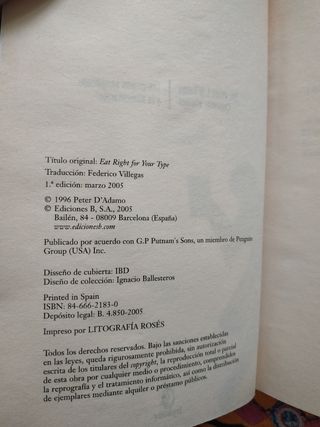 Título original: Eat Right for Your Type
Traducción: Federico Villegas
1.ª edición: marzo 2005
© 1996 Peter D'Adamo
© Ediciones B, S.A., 2005
Bailén, 84 - 08009 Barcelona (España)
www.edicionesb.com
Publicado por acuerdo con G.P Putnam's Sons, un miembro de Penguin
Group (USA) Inc.
Diseño de cubierta: IBD
Diseño de colección: Ignacio Ballesteros
Printed in Spain
ISBN: 84-666-2183-0
Depósito legal: B. 4.850-2005
Impreso por LITOGRAFÍA ROSÉS
Todos los derechos reservados. Bajo las sanciones establecidas
en las leyes, queda rigurosamente prohibida, sin autorización
escrita de los titulares del copyright, la reproducción total o parcial
de esta obra por cualquier medio o procedimiento, comprendidos
la reprografía y el tratamiento informático, así como la distribución
de ejemplares mediante alquiler o préstamo públicos.